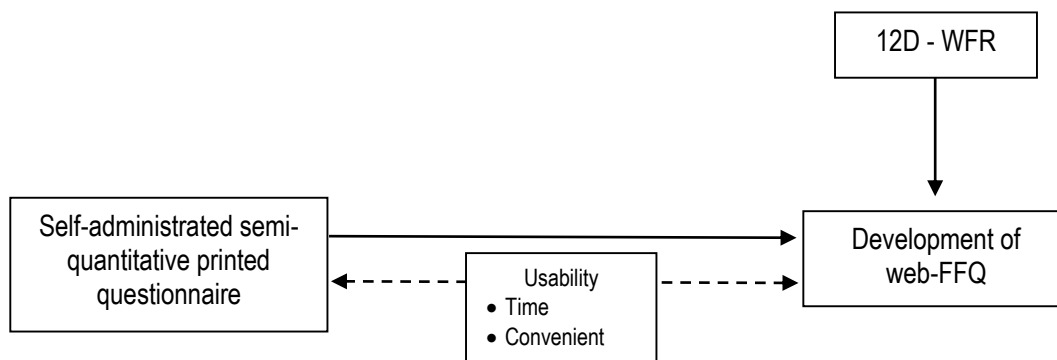 12D - WFR
Self-administrated semi-
quantitative printed
questionnaire
Development of
web-FFQ
Usability
• Time
• Convenient